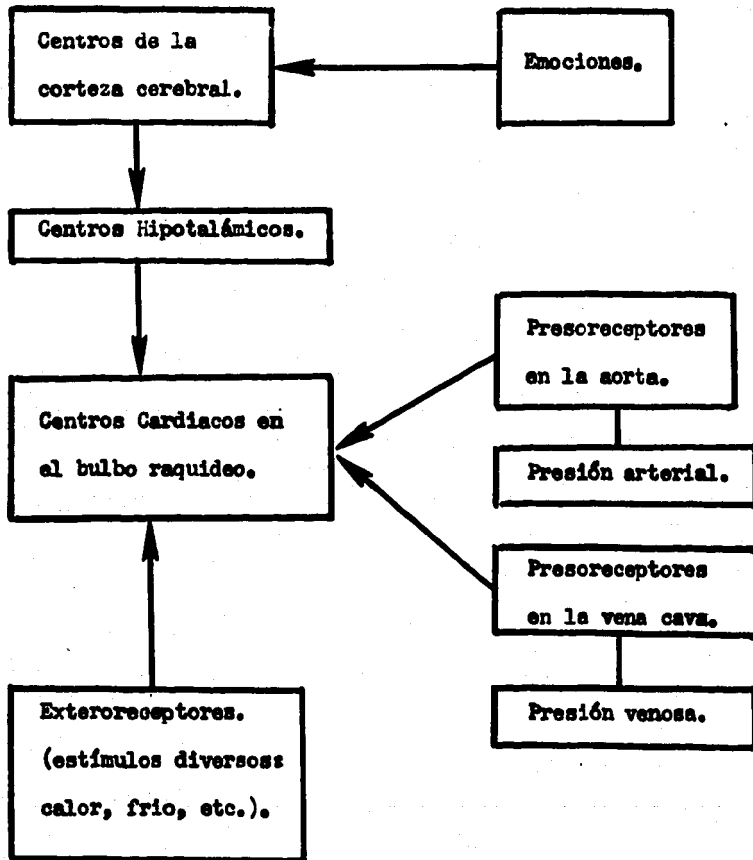 Centros de la
corteza cerebral.
Emociones.
Centros Hipotalámicos.
Presoreceptores
en la aorta.
Centros Cardiacos en
el bulbo raquideo.
Presión arterial.
Presoreceptores
en la vena cava.
Exteroreceptores.
(estímulos diversos:
calor, frio, etc.).
Presión venosa.